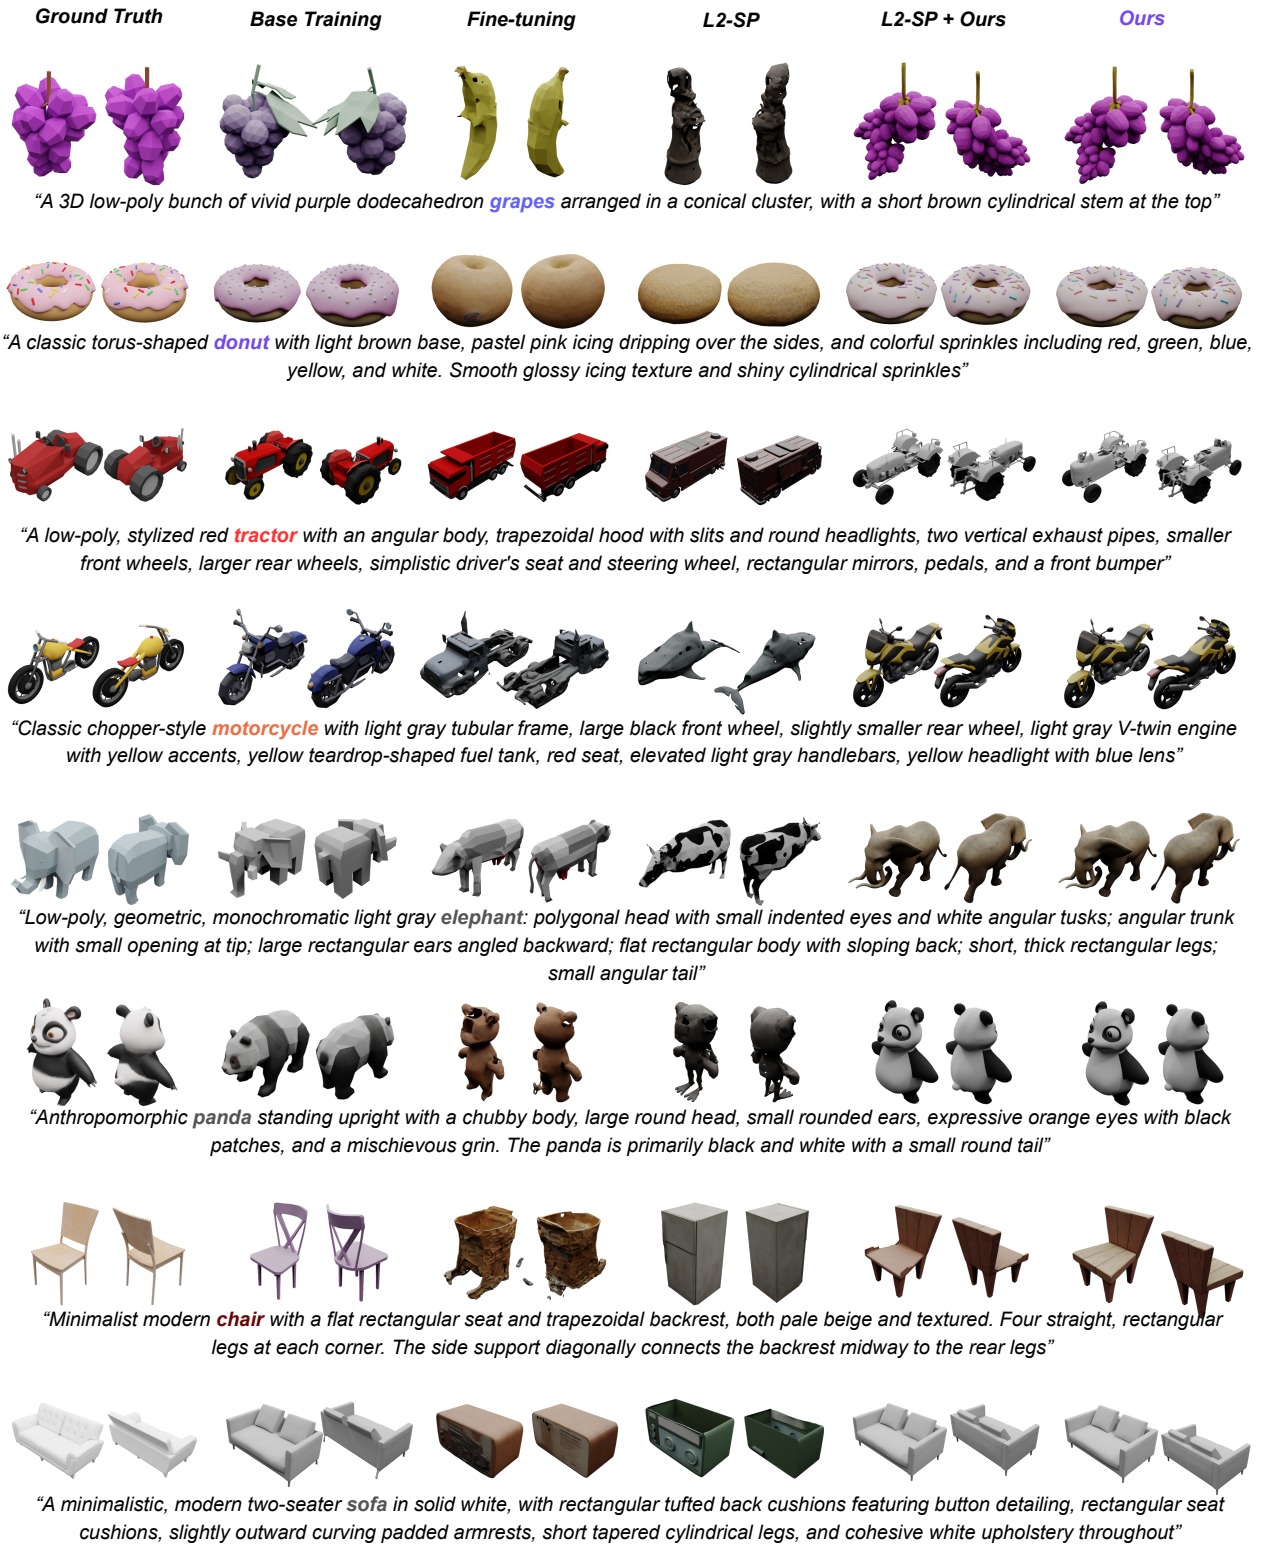 Ground Truth Base Training Fine-tuning L2-SP L2-SP + Ours Ours
“A 3D low-poly bunch of vivid purple dodecahedron grapes arranged in a conical cluster, with a short brown cylindrical stem at the top”
“A classic torus-shaped donut with light brown base, pastel pink icing dripping over the sides, and colorful sprinkles including red, green, blue,
yellow, and white. Smooth glossy icing texture and shiny cylindrical sprinkles”
“A low-poly, stylized red tractor with an angular body, trapezoidal hood with slits and round headlights, two vertical exhaust pipes, smaller
front wheels, larger rear wheels, simplistic driver's seat and steering wheel, rectangular mirrors, pedals, and a front bumper”
“Classic chopper-style motorcycle with light gray tubular frame, large black front wheel, slightly smaller rear wheel, light gray V-twin engine
with yellow accents, yellow teardrop-shaped fuel tank, red seat, elevated light gray handlebars, yellow headlight with blue lens”
“Low-poly, geometric, monochromatic light gray elephant: polygonal head with small indented eyes and white angular tusks; angular trunk
with small opening at tip; large rectangular ears angled backward; flat rectangular body with sloping back; short, thick rectangular legs;
small angular tail”
“Anthropomorphic panda standing upright with a chubby body, large round head, small rounded ears, expressive orange eyes with black
patches, and a mischievous grin. The panda is primarily black and white with a small round tail”
“Minimalist modern chair with a flat rectangular seat and trapezoidal backrest, both pale beige and textured. Four straight, rectangular
legs at each corner. The side support diagonally connects the backrest midway to the rear legs”
“A minimalistic, modern two-seater sofa in solid white, with rectangular tufted back cushions featuring button detailing, rectangular seat
cushions, slightly outward curving padded armrests, short tapered cylindrical legs, and cohesive white upholstery throughout”